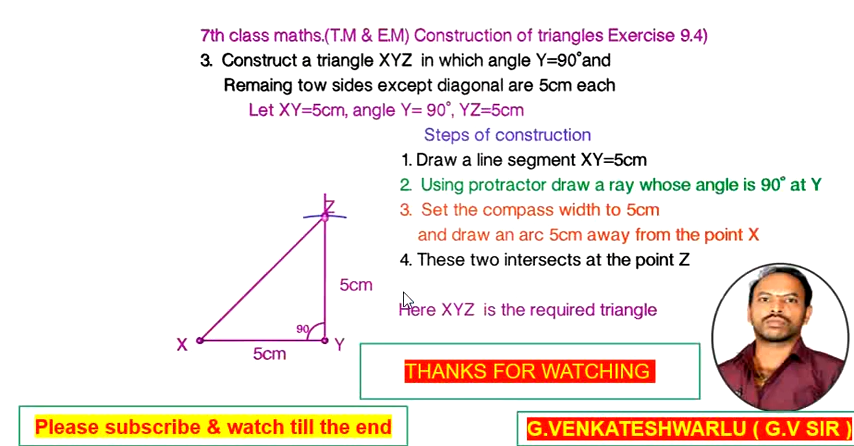 7th class maths.(T.M & E.M) Construction of triangles Exercise 9.4)
3. Construct a triangle XYZ in which angle Y=90°and
Remaing tow sides except diagonal are 5cm each
Let XY=5cm, angle Y= 90°, YZ=5cm
Steps of construction
1. Draw a line segment XY=5cm
2. Using protractor draw a ray whose angle is 90° at Y
3. Set the compass width to 5cm
and draw an arc 5cm away from the point X
4. These two intersects at the point Z
Here XYZ is the required triangle
Z
5cm
90
X
Y
5cm
THANKS FOR WATCHING
Please subscribe & watch till the end
G.VENKATESHWARLU ( G.V SIR )